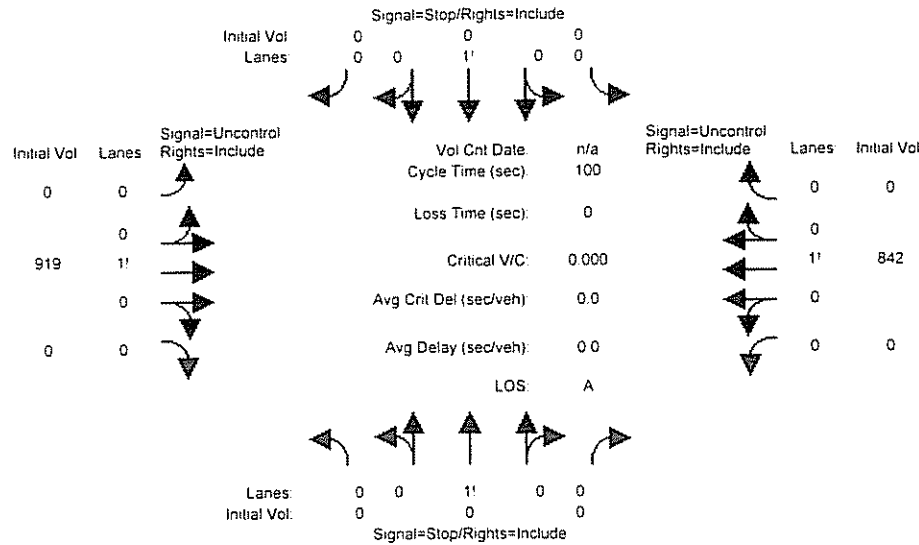 Signal=Stop/Rights=Include
Initial Vol 0 0 0
Lanes: 0 0 1! 0 0
Signal=Uncontrol
Initial Vol Lanes Rights=Include
Vol Cnt Date: n/a
Signal=Uncontrol
Rights=Include Lanes Initial Vol
Cycle Time (sec): 100
0 0
0 0
Loss Time (sec): 0
0
0
919 1!
Critical V/C: 0.000
1! 842
0
Avg Crit Del (sec/veh): 0.0
0
0 0
Avg Delay (sec/veh): 0.0
0 0
LOS: A
Lanes: 0 0 1! 0 0
Initial Vol: 0 0 0
Signal=Stop/Rights=Include